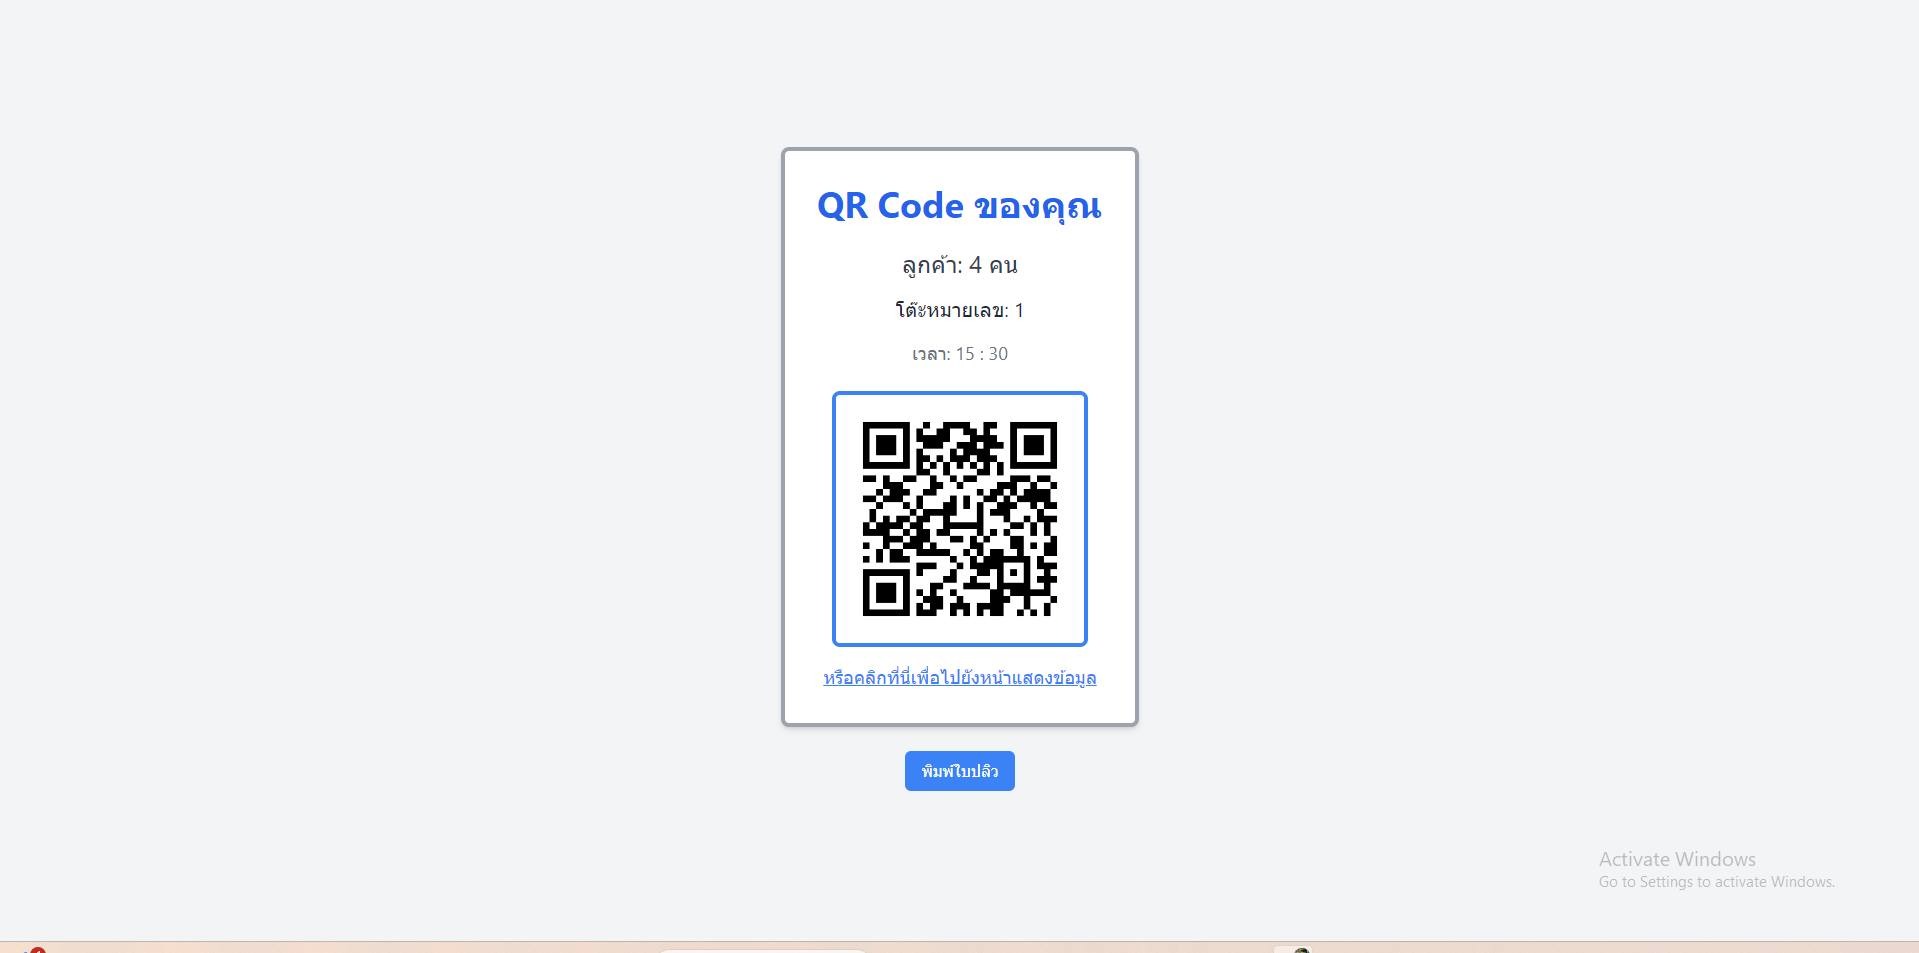 QR Code ของคุณ
ลูกค้า: 4 คน
โต๊ะหมายเลข: 1
เวลา: 15 : 30
หรือคลิกที่นี่เพื่อไปยังหน้าแสดงข้อมูล
พิมพ์ใบปลิว
Activate Windows
Go to Settings to activate Windows.